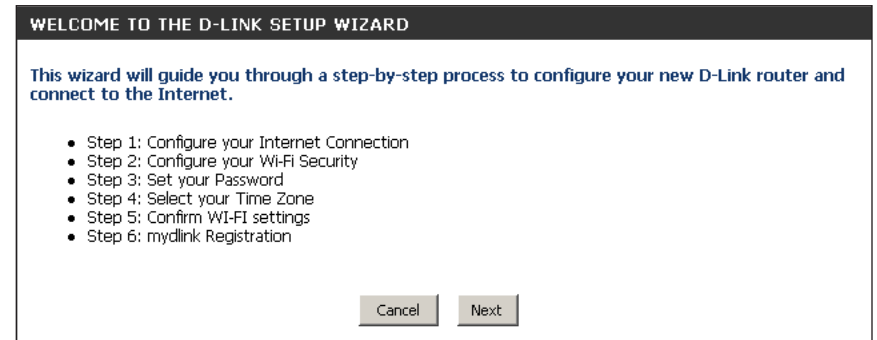 WELCOME TO THE D-LINK SETUP WIZARD
This wizard will guide you through a step-by-step process to configure your new D-Link router and
connect to the Internet.
• Step 1: Configure your Internet Connection
• Step 2: Configure your Wi-Fi Security
• Step 3: Set your Password
• Step 4: Select your Time Zone
• Step 5: Confirm WI-FI settings
• Step 6: mydlink Registration
Cancel Next